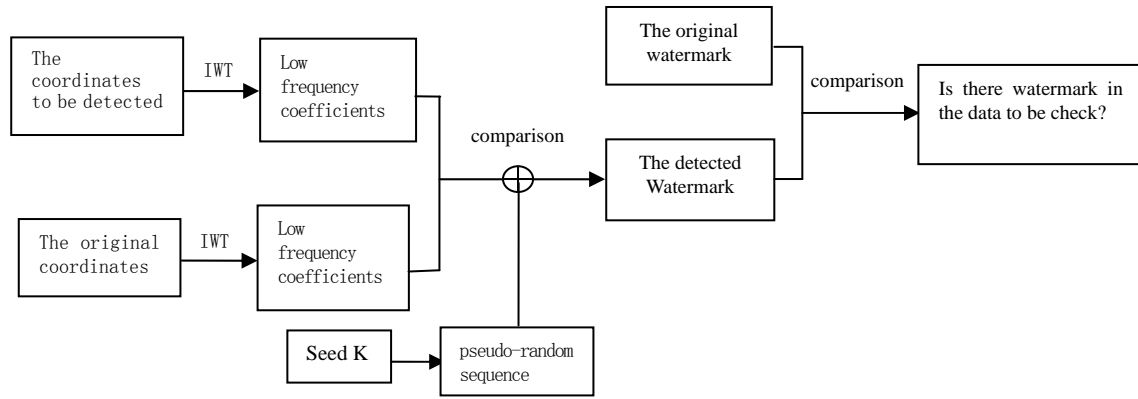 The
coordinates
to be detected
IWT
Low
frequency
coefficients
The original
coordinates
IWT
Low
frequency
coefficients
Seed K
pseudo-random
sequence
comparison
The original
watermark
The detected
Watermark
comparison
Is there watermark in
the data to be check?